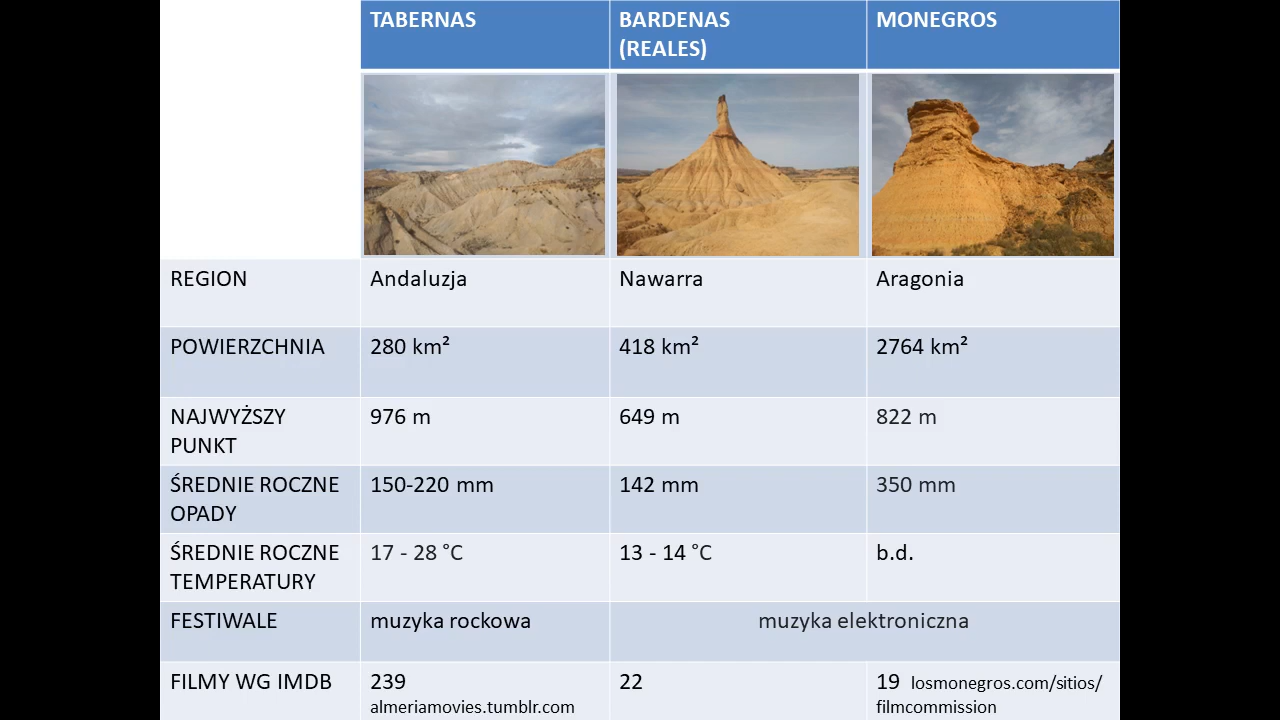 TABERNAS BARDENAS (REALES) MONEGROS
REGION Andaluzja Nawarra Aragonia
POWIERZCHNIA 280 km² 418 km² 2764 km²
NAJWYŻSZY PUNKT 976 m 649 m 822 m
ŚREDNIE ROCZNE OPADY 150-220 mm 142 mm 350 mm
ŚREDNIE ROCZNE TEMPERATURY 17 - 28 °C 13 - 14 °C b.d.
FESTIWALE muzyka rockowa muzyka elektroniczna
FILMY WG IMDB 239 almeriamovies.tumblr.com 22 19 losmonegros.com/sitios/filmcommission